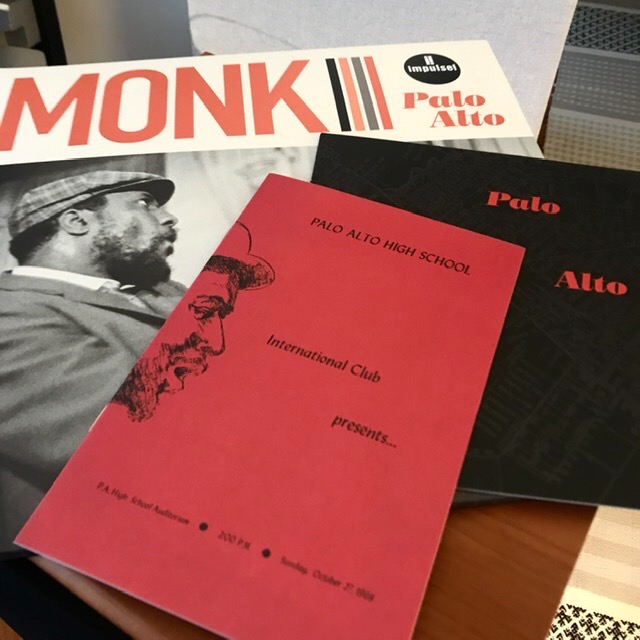 MONK
impulse!
Palo
Alto
PALO ALTO HIGH SCHOOL
International Club
presents...
P.A. High School Auditorium ● 2:00 P.M. ● Sunday, October 27, 1968
Palo
Alto